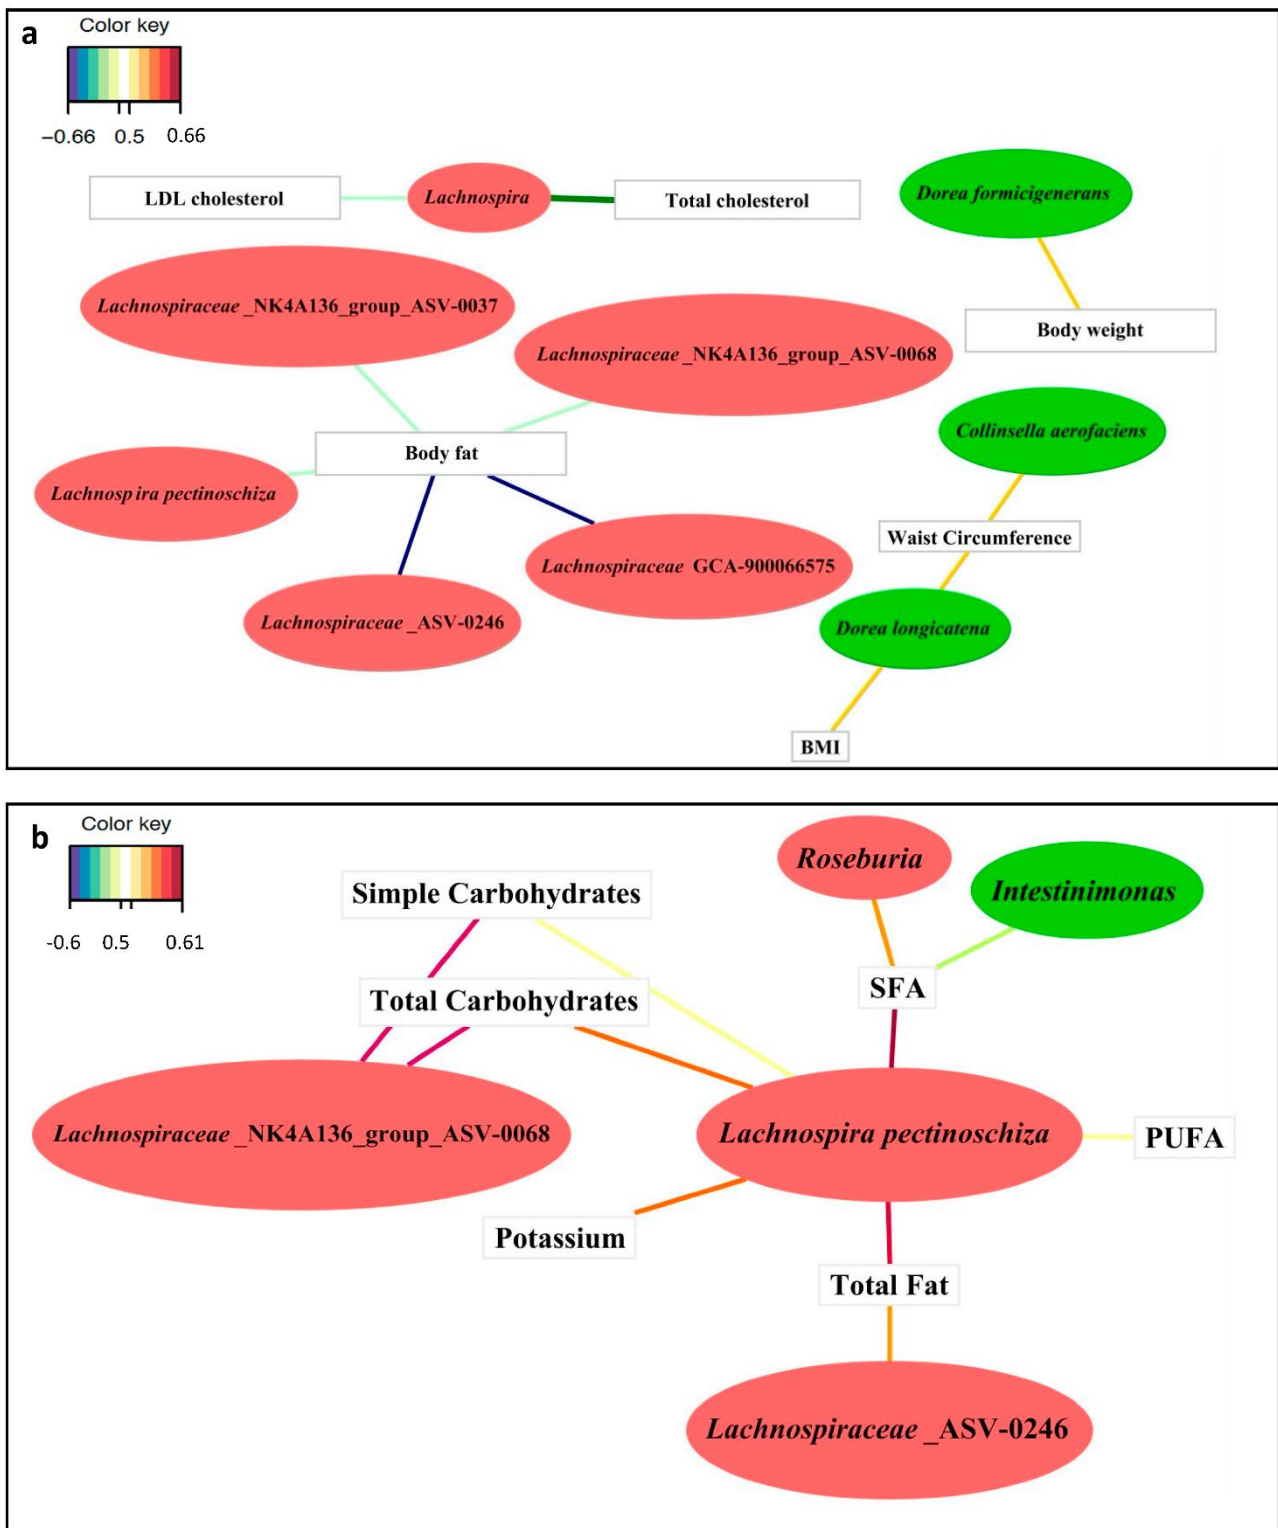 a
Color key
−0.66 0.5 0.66
LDL cholesterol
Lachnospira
Total cholesterol
Dorea formicigenerans
Lachnospiraceae _NK4A136_group_ASV-0037
Body weight
Lachnospiraceae _NK4A136_group_ASV-0068
Collinsella aerofaciens
Body fat
Lachnospira pectinoschiza
Waist Circumference
Lachnospiraceae GCA-900066575
Lachnospiraceae _ASV-0246
Dorea longicatena
BMI
b
Color key
-0.6 0.5 0.61
Roseburia
Simple Carbohydrates
Intestinimonas
SFA
Total Carbohydrates
Lachnospiraceae _NK4A136_group_ASV-0068
Lachnospira pectinoschiza
PUFA
Potassium
Total Fat
Lachnospiraceae _ASV-0246